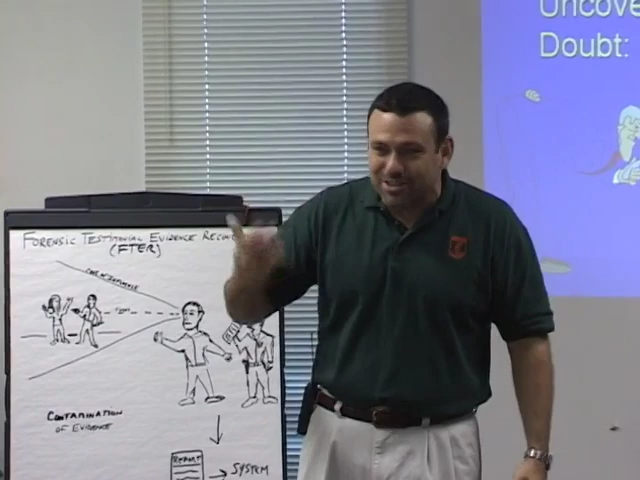 Uncove
Doubt:
FORENSIC TESTIMONIAL EVIDENCE RECO
(FTER)
CONTAMINATION
OF EVIDENCE
REPORT
SYSTEM